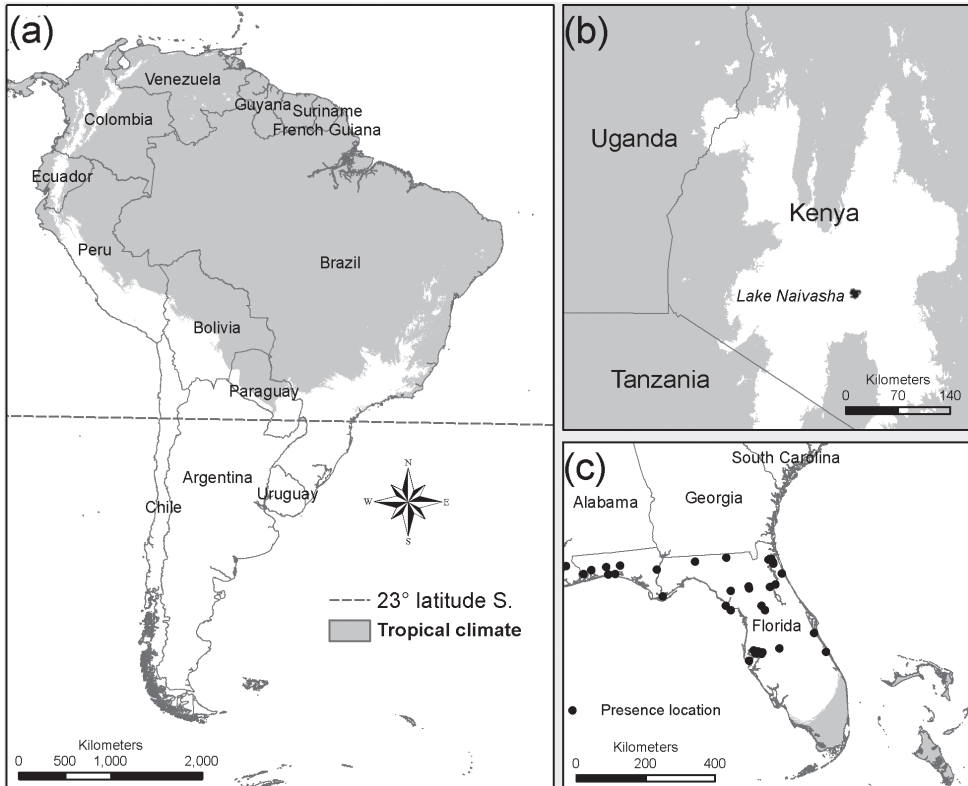 (a)
Venezuela
Guyana
Suriname
French Guiana
Colombia
Ecuador
Peru
Brazil
Bolivia
Paraguay
Argentina
Uruguay
Chile
N
W E
S
23° latitude S.
Tropical climate
Kilometers
0 500 1,000 2,000
(b)
Uganda
Kenya
Lake Naivasha
Tanzania
Kilometers
0 70 140
(c)
South Carolina
Alabama
Georgia
Florida
Presence location
Kilometers
0 200 400